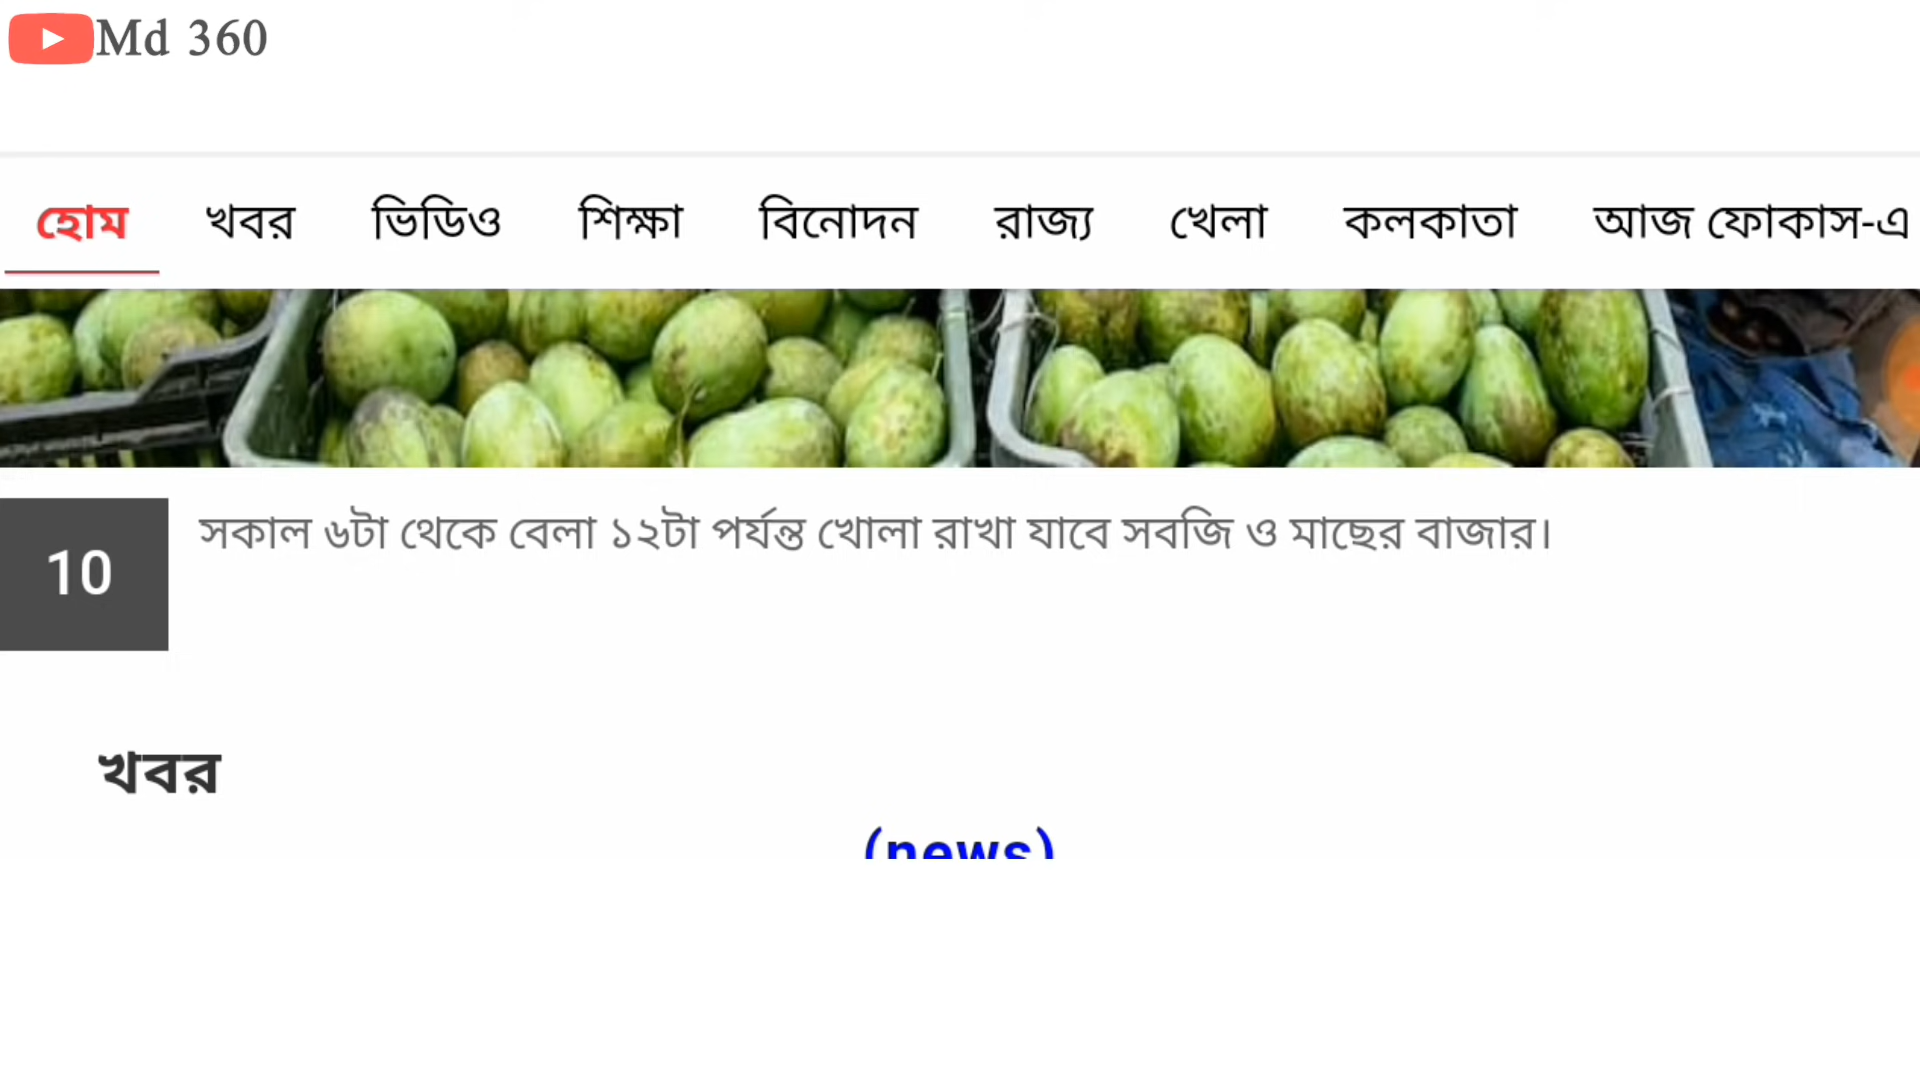 Md 360
হোম খবর ভিডিও শিক্ষা বিনোদন রাজ্য খেলা কলকাতা আজ ফোকাস-এ
সকাল ৬টা থেকে বেলা ১২টা পর্যন্ত খোলা রাখা যাবে সবজি ও মাছের বাজার।
10
খবর
(news)